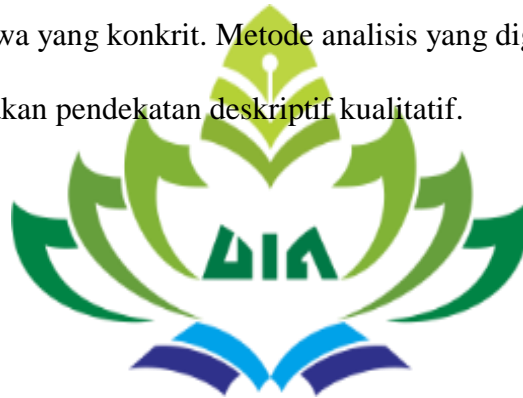 wa yang konkrit. Metode analisis yang dig
kan pendekatan deskriptif kualitatif.
UIN